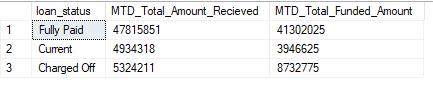 loan_status MTD_Total_Amount_Recieved MTD_Total_Funded_Amount
1 Fully Paid 47815851 41302025
2 Current 4934318 3946625
3 Charged Off 5324211 8732775